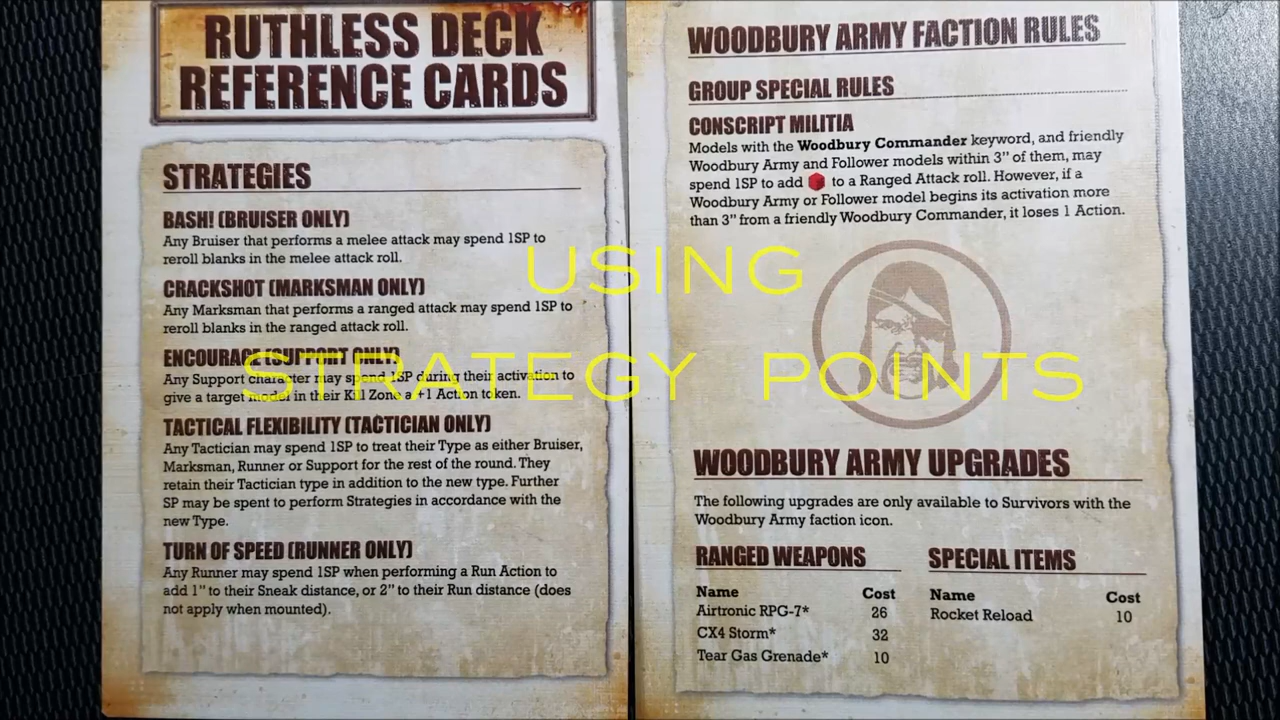 RUTHLESS DECK
REFERENCE CARDS
STRATEGIES
BASH! (BRUISER ONLY)
Any Bruiser that performs a melee attack may spend 1SP to
reroll blanks in the melee attack roll.
CRACKSHOT (MARKSMAN ONLY)
Any Marksman that performs a ranged attack may spend 1SP to
reroll blanks in the ranged attack roll.
ENCOURAGE (SUPPORT ONLY)
Any Support character may spend 1SP during their activation to
give a target model in their Kill Zone a +1 Action token.
TACTICAL FLEXIBILITY (TACTICIAN ONLY)
Any Tactician may spend 1SP to treat their Type as either Bruiser,
Marksman, Runner or Support for the rest of the round. They
retain their Tactician type in addition to the new type. Further
SP may be spent to perform Strategies in accordance with the
new Type.
TURN OF SPEED (RUNNER ONLY)
Any Runner may spend 1SP when performing a Run Action to
add 1" to their Sneak distance, or 2" to their Run distance (does
not apply when mounted).
WOODBURY ARMY FACTION RULES
GROUP SPECIAL RULES
CONSCRIPT MILITIA
Models with the Woodbury Commander keyword, and friendly
Woodbury Army and Follower models within 3" of them, may
spend 1SP to add to a Ranged Attack roll. However, if a
Woodbury Army or Follower model begins its activation more
than 3" from a friendly Woodbury Commander, it loses 1 Action.
WOODBURY ARMY UPGRADES
The following upgrades are only available to Survivors with the
Woodbury Army faction icon.
RANGED WEAPONS
Name Cost
Airtronic RPG-7* 26
CX4 Storm* 32
Tear Gas Grenade* 10
SPECIAL ITEMS
Name Cost
Rocket Reload 10
USING
STRATEGY POINTS